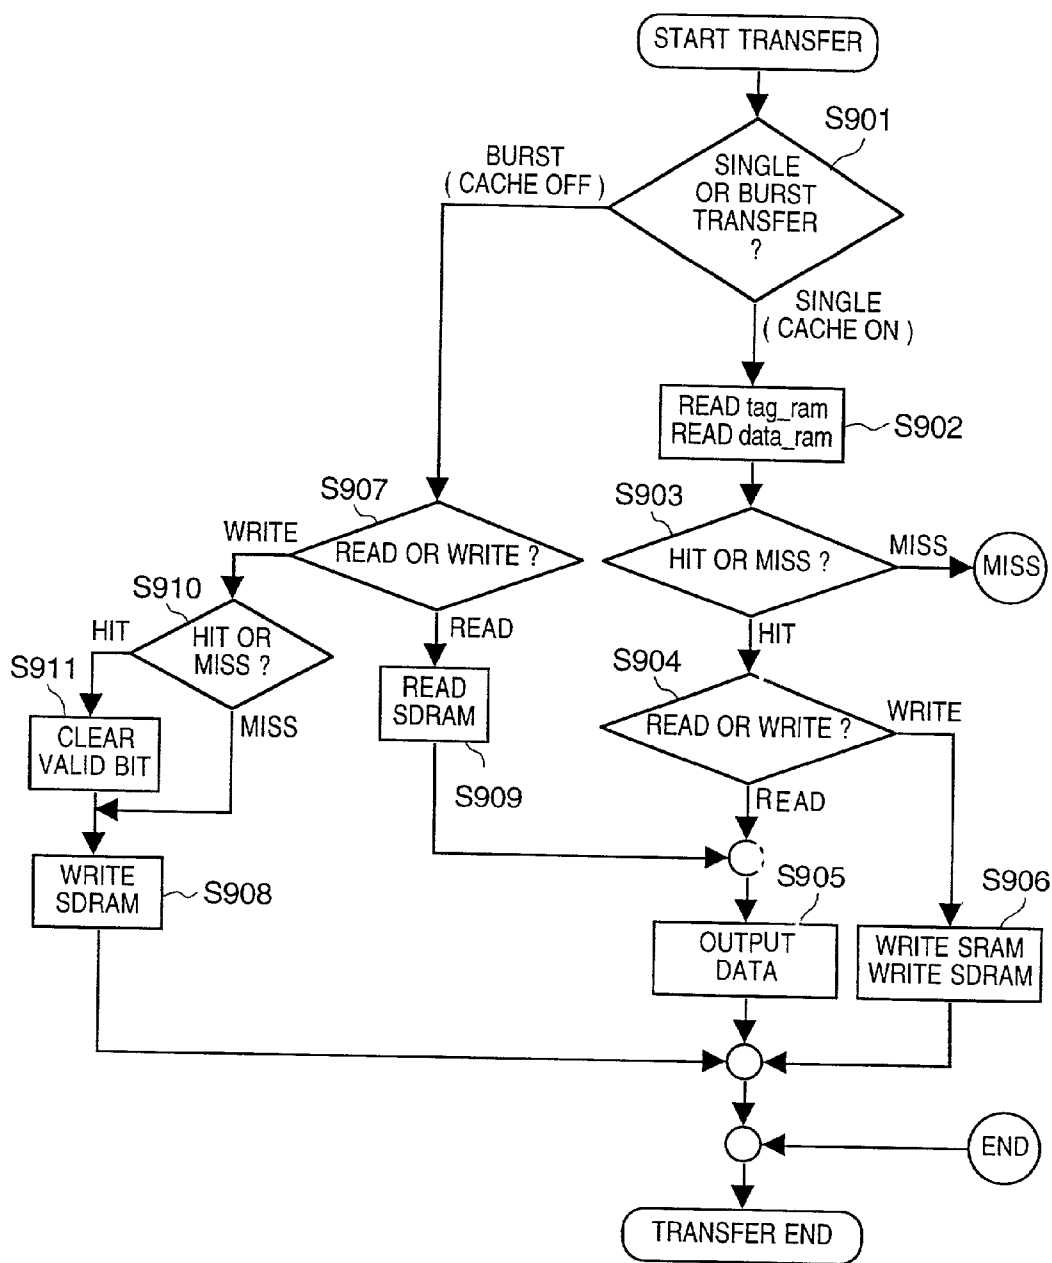 START TRANSFER
S901
SINGLE
OR BURST
TRANSFER
?
BURST
( CACHE OFF )
SINGLE
( CACHE ON )
READ tag_ram
READ data_ram
S902
S907
READ OR WRITE ?
WRITE
READ
S903
HIT OR MISS ?
MISS
MISS
HIT
S910
HIT OR
MISS ?
HIT
MISS
S911
CLEAR
VALID BIT
READ
SDRAM
S909
S904
READ OR WRITE ?
WRITE
READ
WRITE
SDRAM
S908
S905
OUTPUT
DATA
S906
WRITE SRAM
WRITE SDRAM
END
TRANSFER END